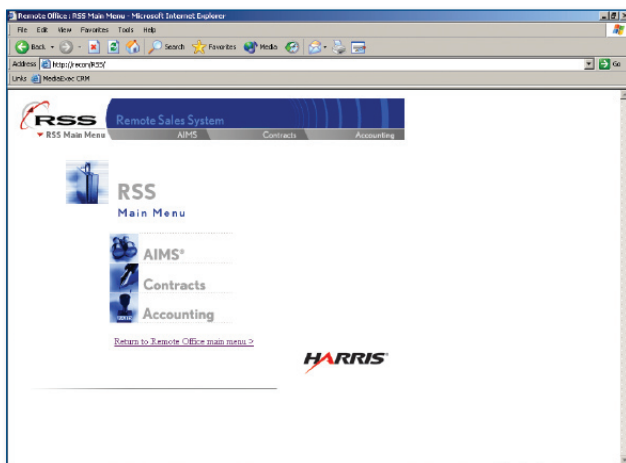 Remote Office : RSS Main Menu - Microsoft Internet Explorer
File Edit View Favorites Tools Help
Back Search Favorites Media
Address http://recon/RSS/ Go
Links MediaExec CRM
RSS Remote Sales System
RSS Main Menu AIMS Contracts Accounting
RSS
Main Menu
AIMS®
Contracts
Accounting
Return to Remote Office main menu >
HARRIS®